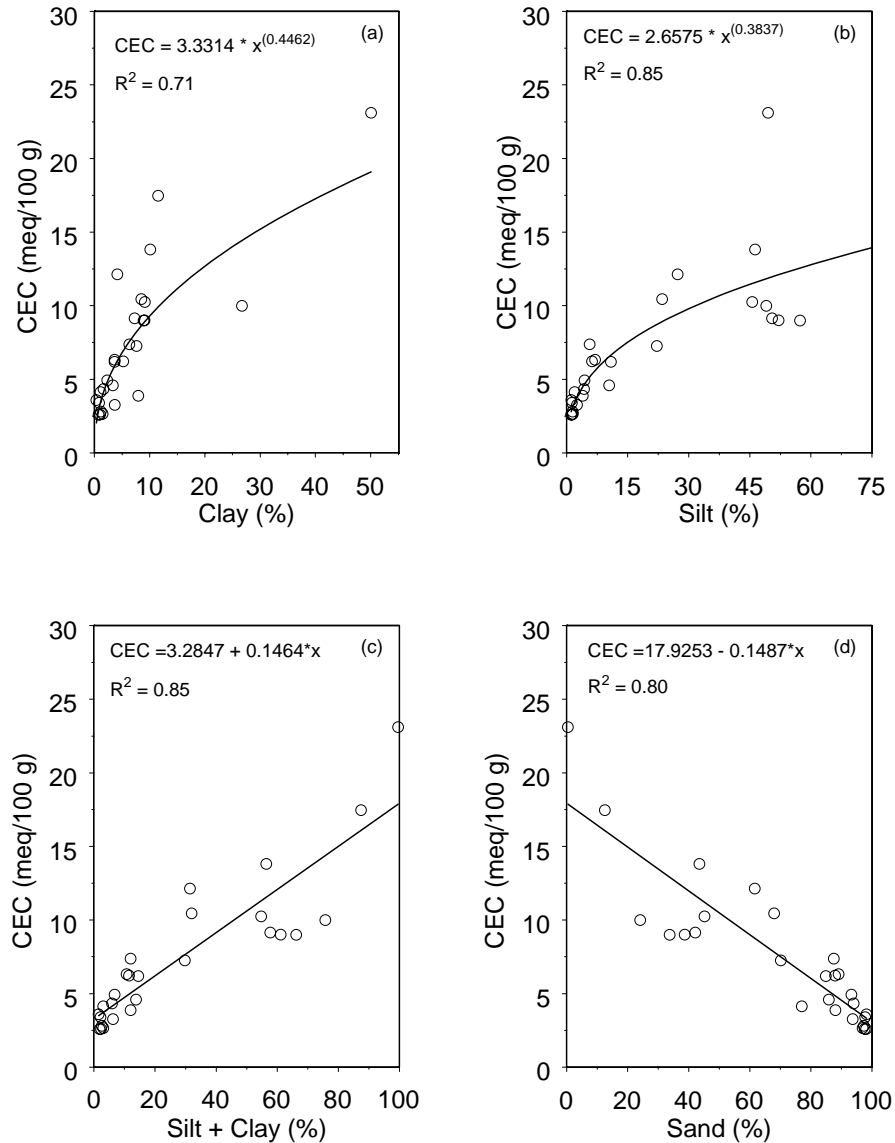 (a)
CEC = 3.3314 * x^(0.4462)
R^2 = 0.71
30
25
20
15
10
5
0
CEC (meq/100 g)
0 10 20 30 40 50
Clay (%)
(b)
CEC = 2.6575 * x^(0.3837)
R^2 = 0.85
30
25
20
15
10
5
0
CEC (meq/100 g)
0 15 30 45 60 75
Silt (%)
(c)
CEC =3.2847 + 0.1464*x
R^2 = 0.85
30
25
20
15
10
5
0
CEC (meq/100 g)
0 20 40 60 80 100
Silt + Clay (%)
(d)
CEC =17.9253 - 0.1487*x
R^2 = 0.80
30
25
20
15
10
5
0
CEC (meq/100 g)
0 20 40 60 80 100
Sand (%)